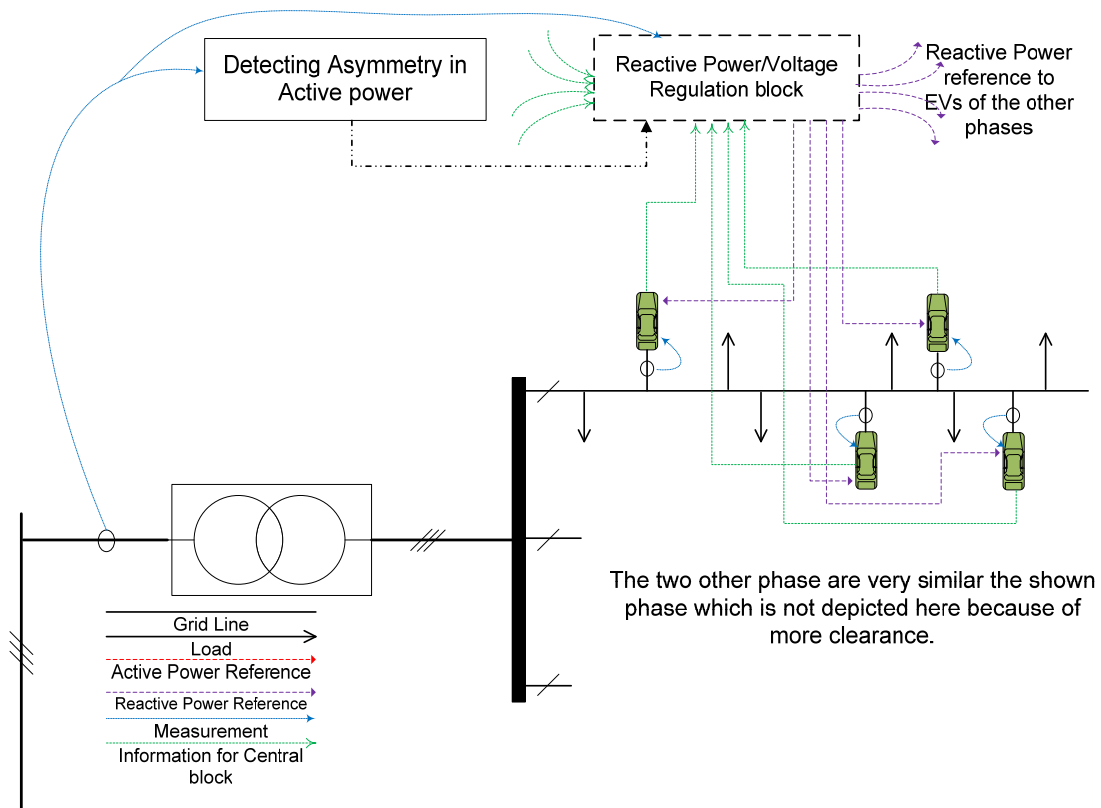 Detecting Asymmetry in
Active power
Reactive Power/Voltage
Regulation block
Reactive Power
reference to
EVs of the other
phases
The two other phase are very similar the shown
phase which is not depicted here because of
more clearance.
Grid Line
Load
Active Power Reference
Reactive Power Reference
Measurement
Information for Central
block